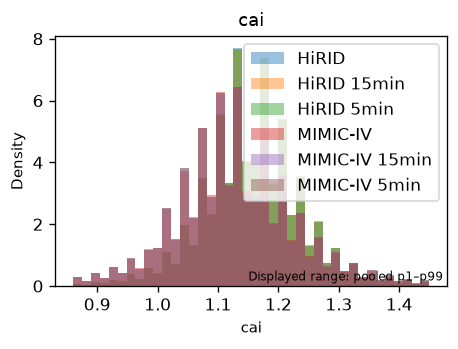 cai
8
6
4
2
0
Density
HiRID
HiRID 15min
HiRID 5min
MIMIC-IV
MIMIC-IV 15min
MIMIC-IV 5min
Displayed range: pooled p1–p99
0.9 1.0 1.1 1.2 1.3 1.4
cai